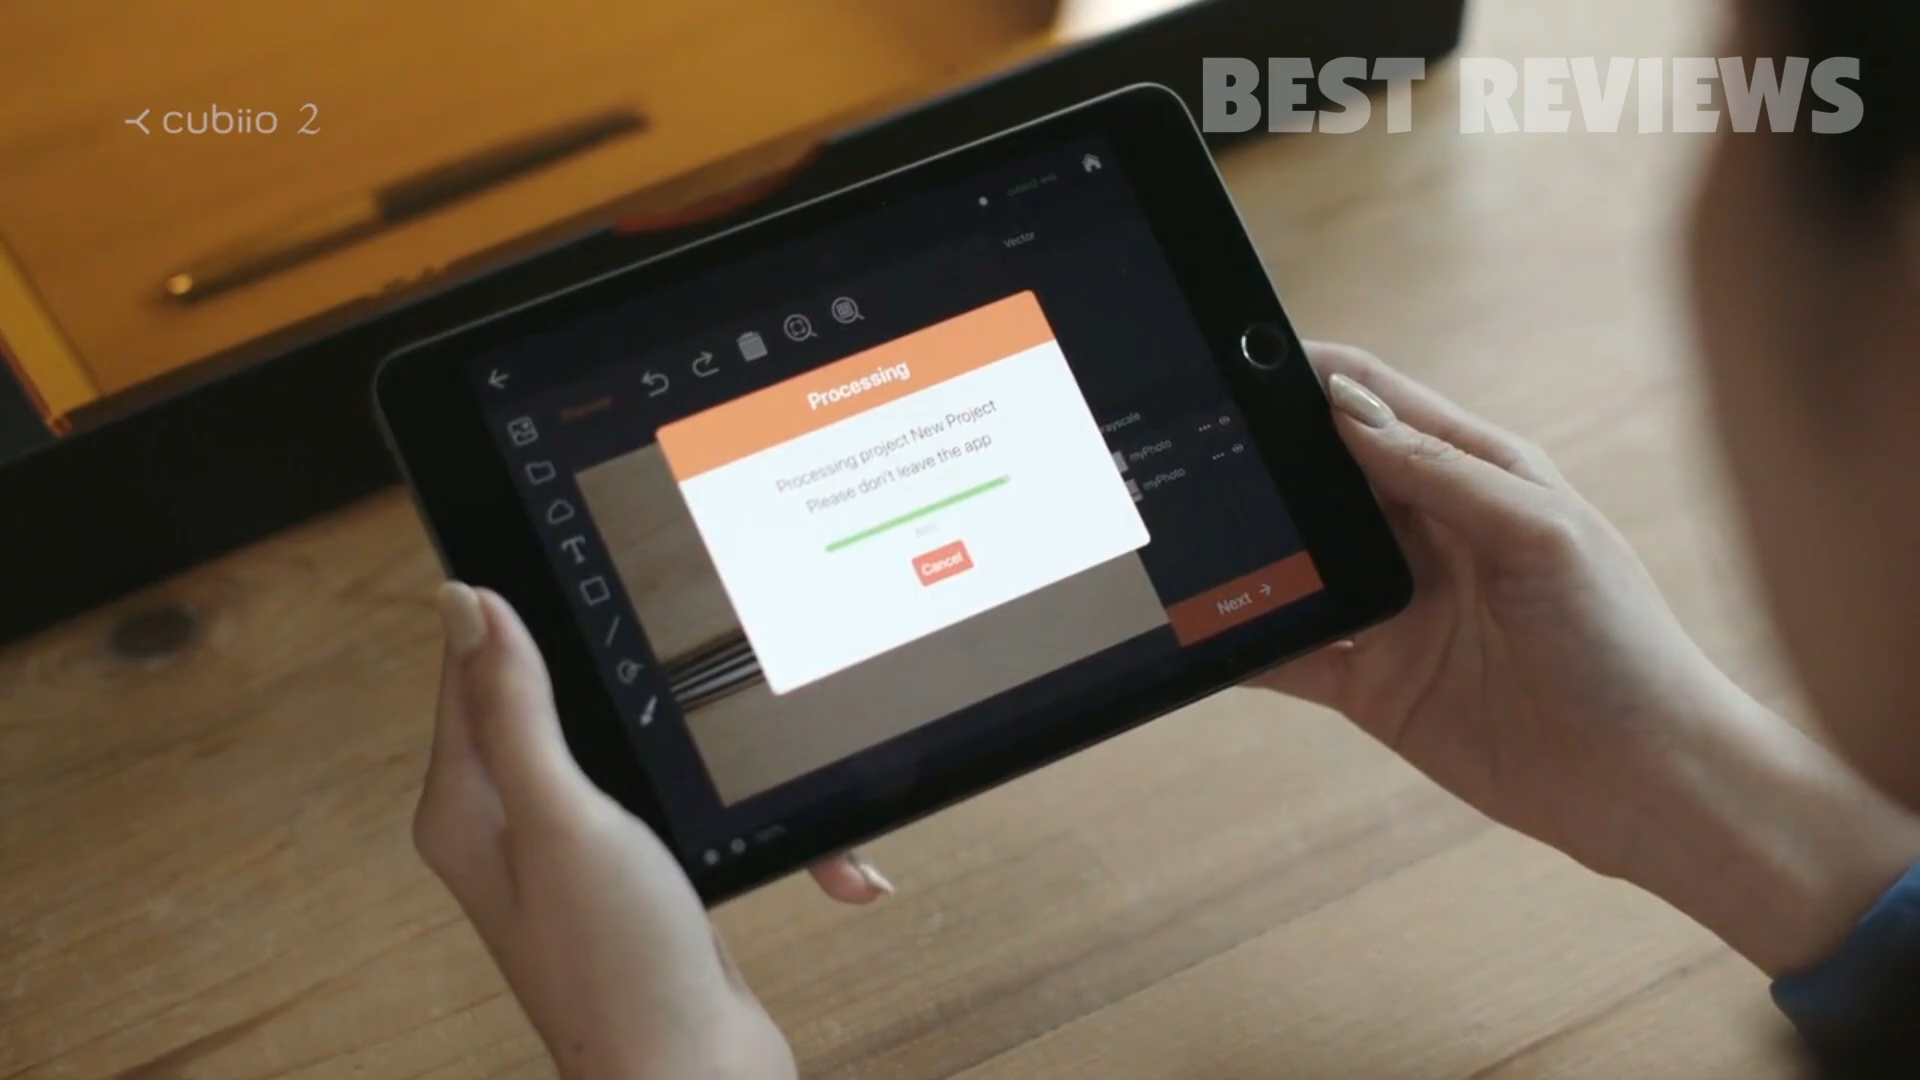 cubiio 2
BEST REVIEWS
Vector
Processing
Processing project New Project
Please don't leave the app
Cancel
myPhoto
myPhoto
Next